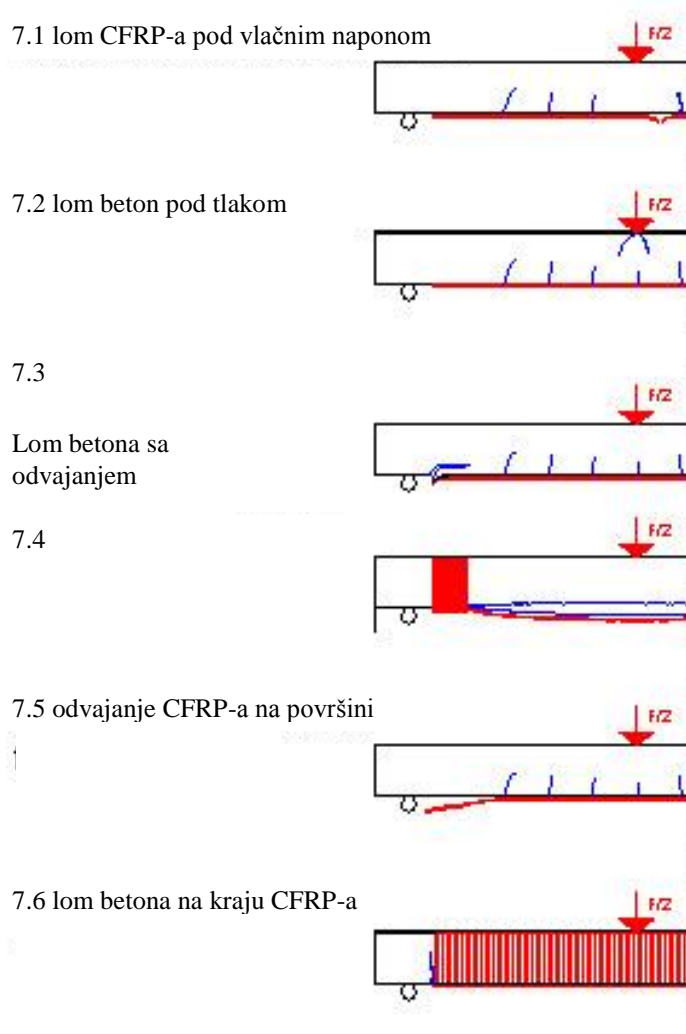 7.1 lom CFRP-a pod vlačnim naponom
F/2
7.2 lom beton pod tlakom
F/2
7.3
F/2
Lom betona sa
odvajanjem
7.4
F/2
7.5 odvajanje CFRP-a na površini
F/2
7.6 lom betona na kraju CFRP-a
F/2